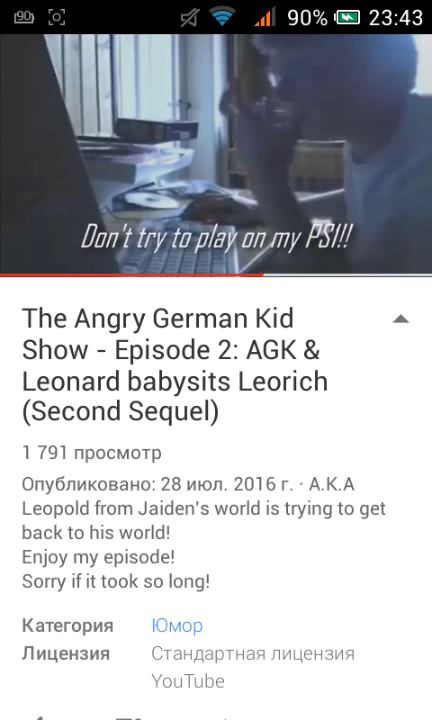 90
90% 23:43
Don't try to play on my PS1!!!
The Angry German Kid
Show - Episode 2: AGK &
Leonard babysits Leorich
(Second Sequel)
1 791 просмотр
Опубликовано: 28 июл. 2016 г. · A.K.A
Leopold from Jaiden's world is trying to get
back to his world!
Enjoy my episode!
Sorry if it took so long!
Категория Юмор
Лицензия Стандартная лицензия
YouTube